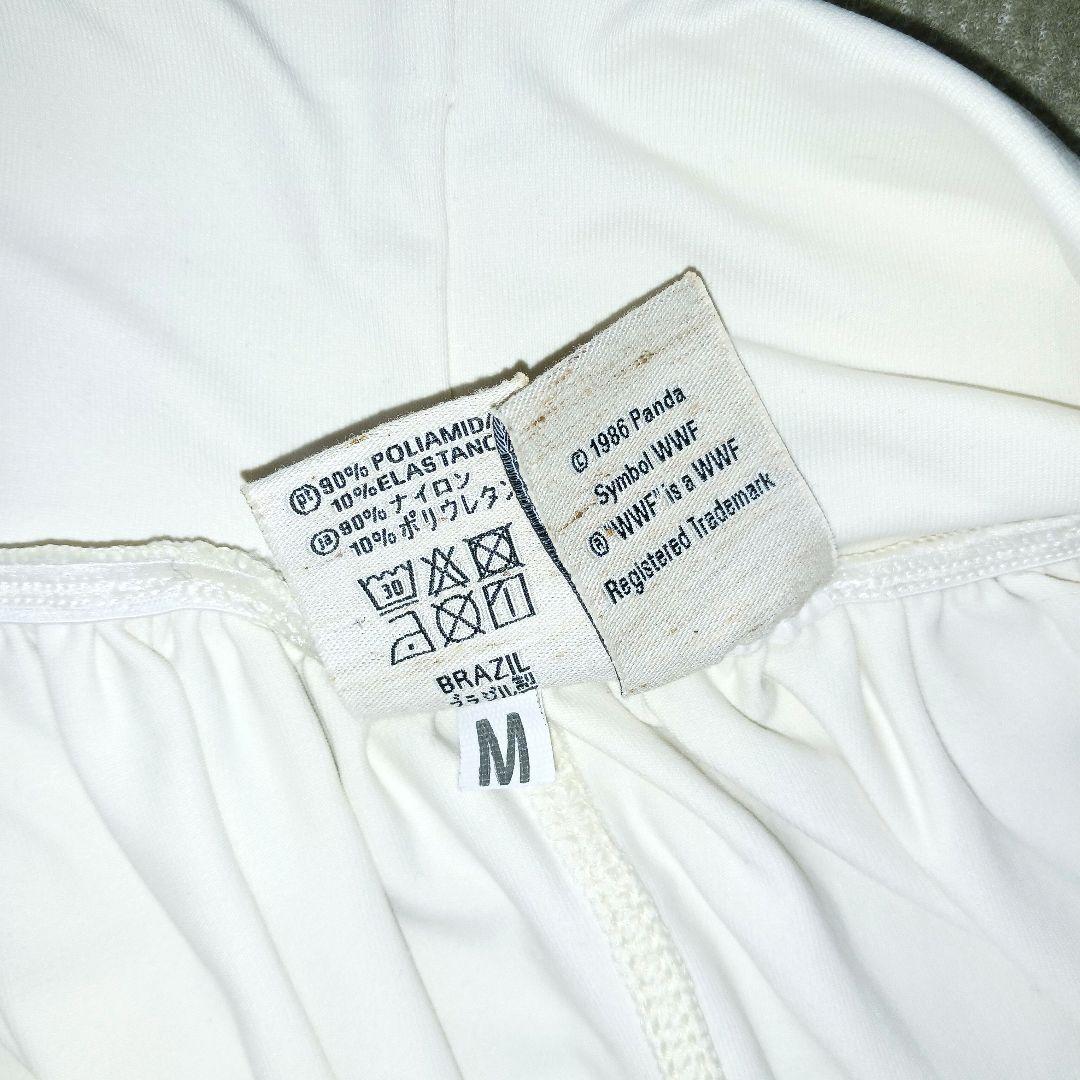 pt 90% POLIAMIDA
10% ELASTANO
ja 90% ナイロン
10% ポリウレタン
30
BRAZIL
ブラジル製
M
© 1986 Panda
Symbol WWF
® "WWF" is a WWF
Registered Trademark